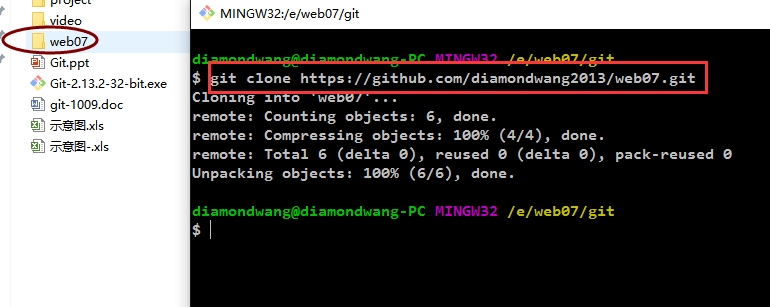 project
video
web07
Git.ppt
Git-2.13.2-32-bit.exe
git-1009.doc
示意图.xls
示意图-.xls
MINGW32:/e/web07/git
diamondwang@diamondwang-PC MINGW32 /e/web07/git
$ git clone https://github.com/diamondwang2013/web07.git
Cloning into 'web07'...
remote: Counting objects: 6, done.
remote: Compressing objects: 100% (4/4), done.
remote: Total 6 (delta 0), reused 0 (delta 0), pack-reused 0
Unpacking objects: 100% (6/6), done.
diamondwang@diamondwang-PC MINGW32 /e/web07/git
$